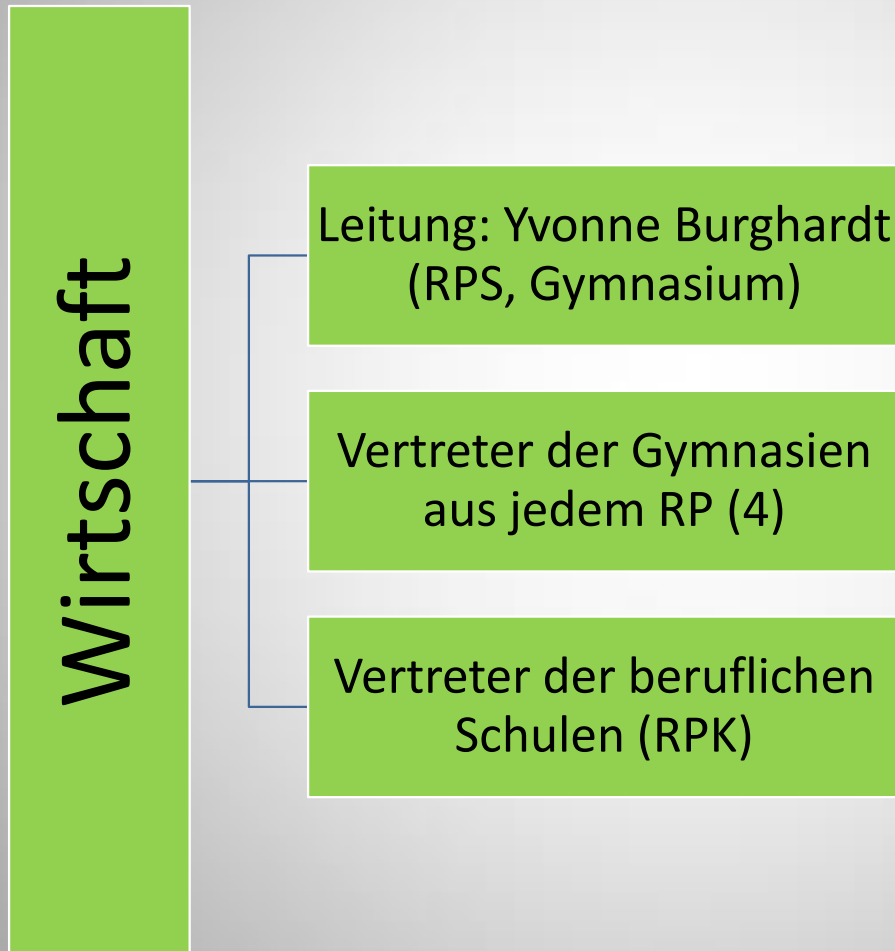 Wirtschaft
Leitung: Yvonne Burghardt
(RPS, Gymnasium)
Vertreter der Gymnasien
aus jedem RP (4)
Vertreter der beruflichen
Schulen (RPK)